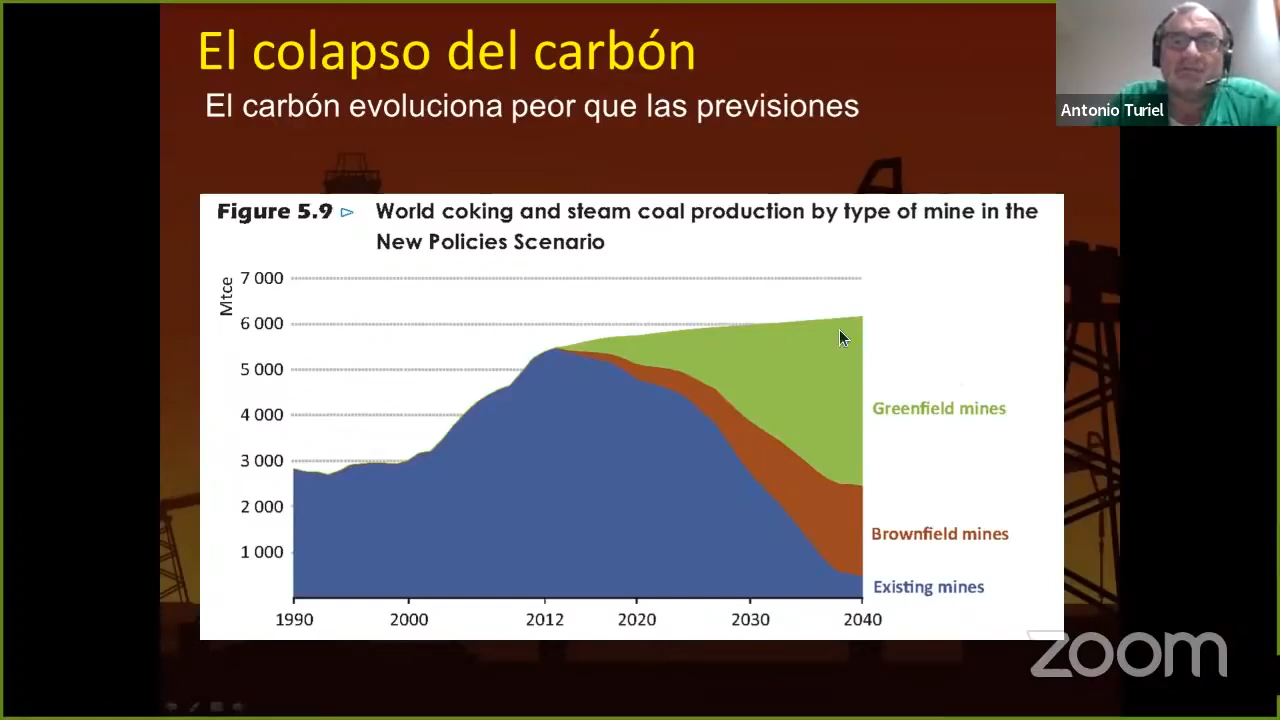 El colapso del carbón
El carbón evoluciona peor que las previsiones
Antonio Turiel
Figure 5.9 ▷ World coking and steam coal production by type of mine in the
New Policies Scenario
Mtce
7 000
6 000
5 000
4 000
3 000
2 000
1 000
Greenfield mines
Brownfield mines
Existing mines
1990 2000 2012 2020 2030 2040
zoom